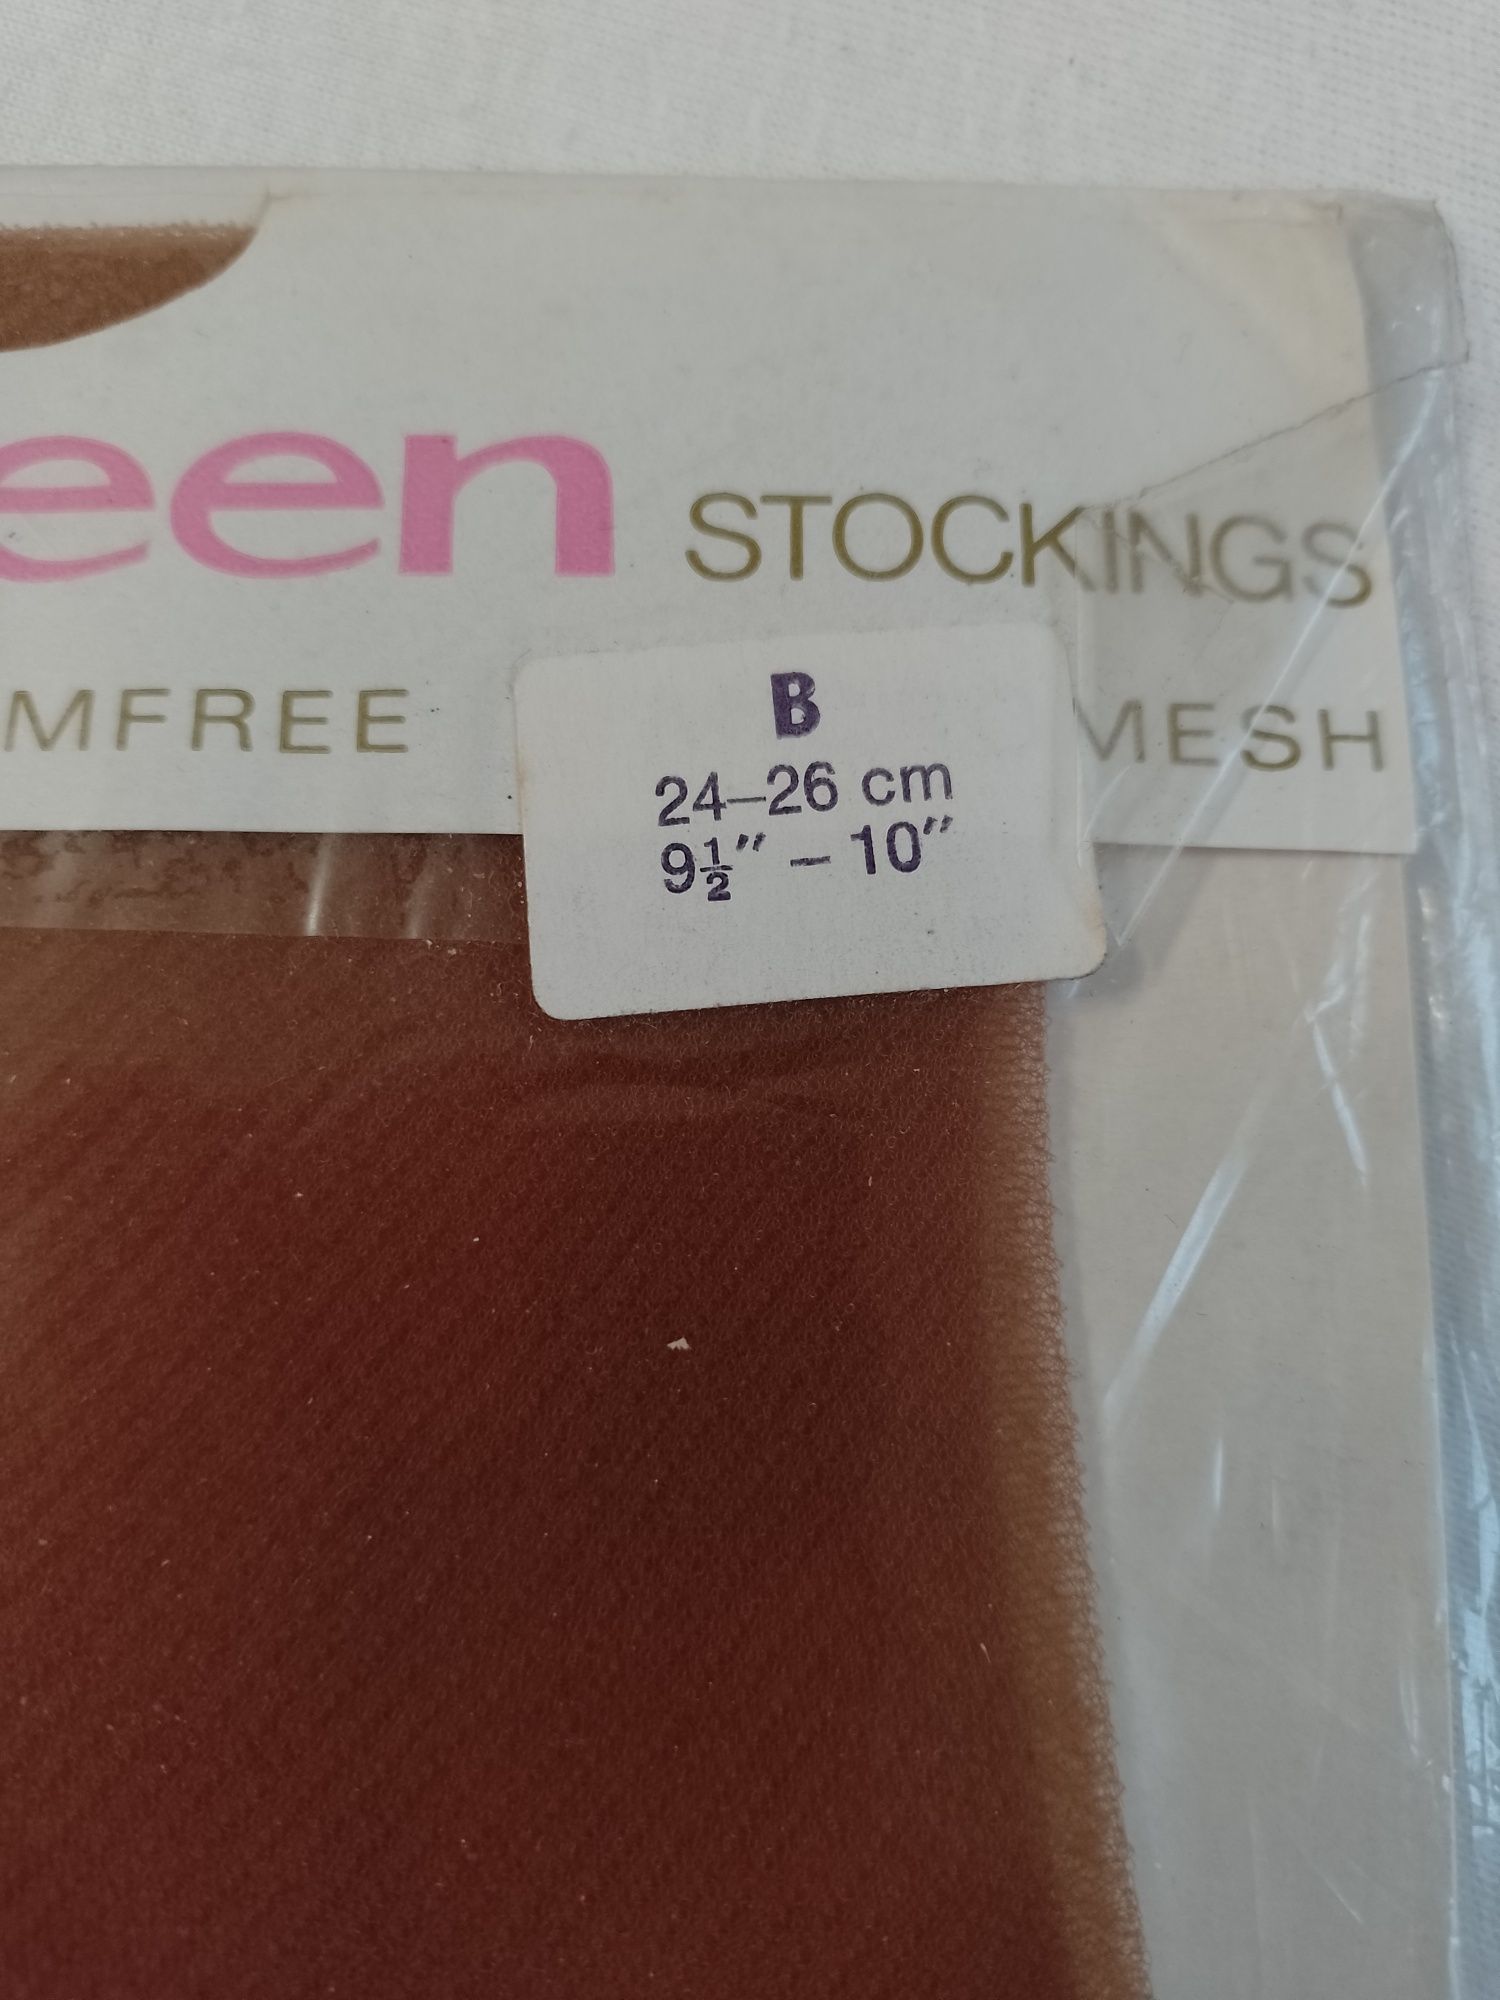 een STOCKINGS
MFREE MESH
B
24–26 cm
9½" – 10"